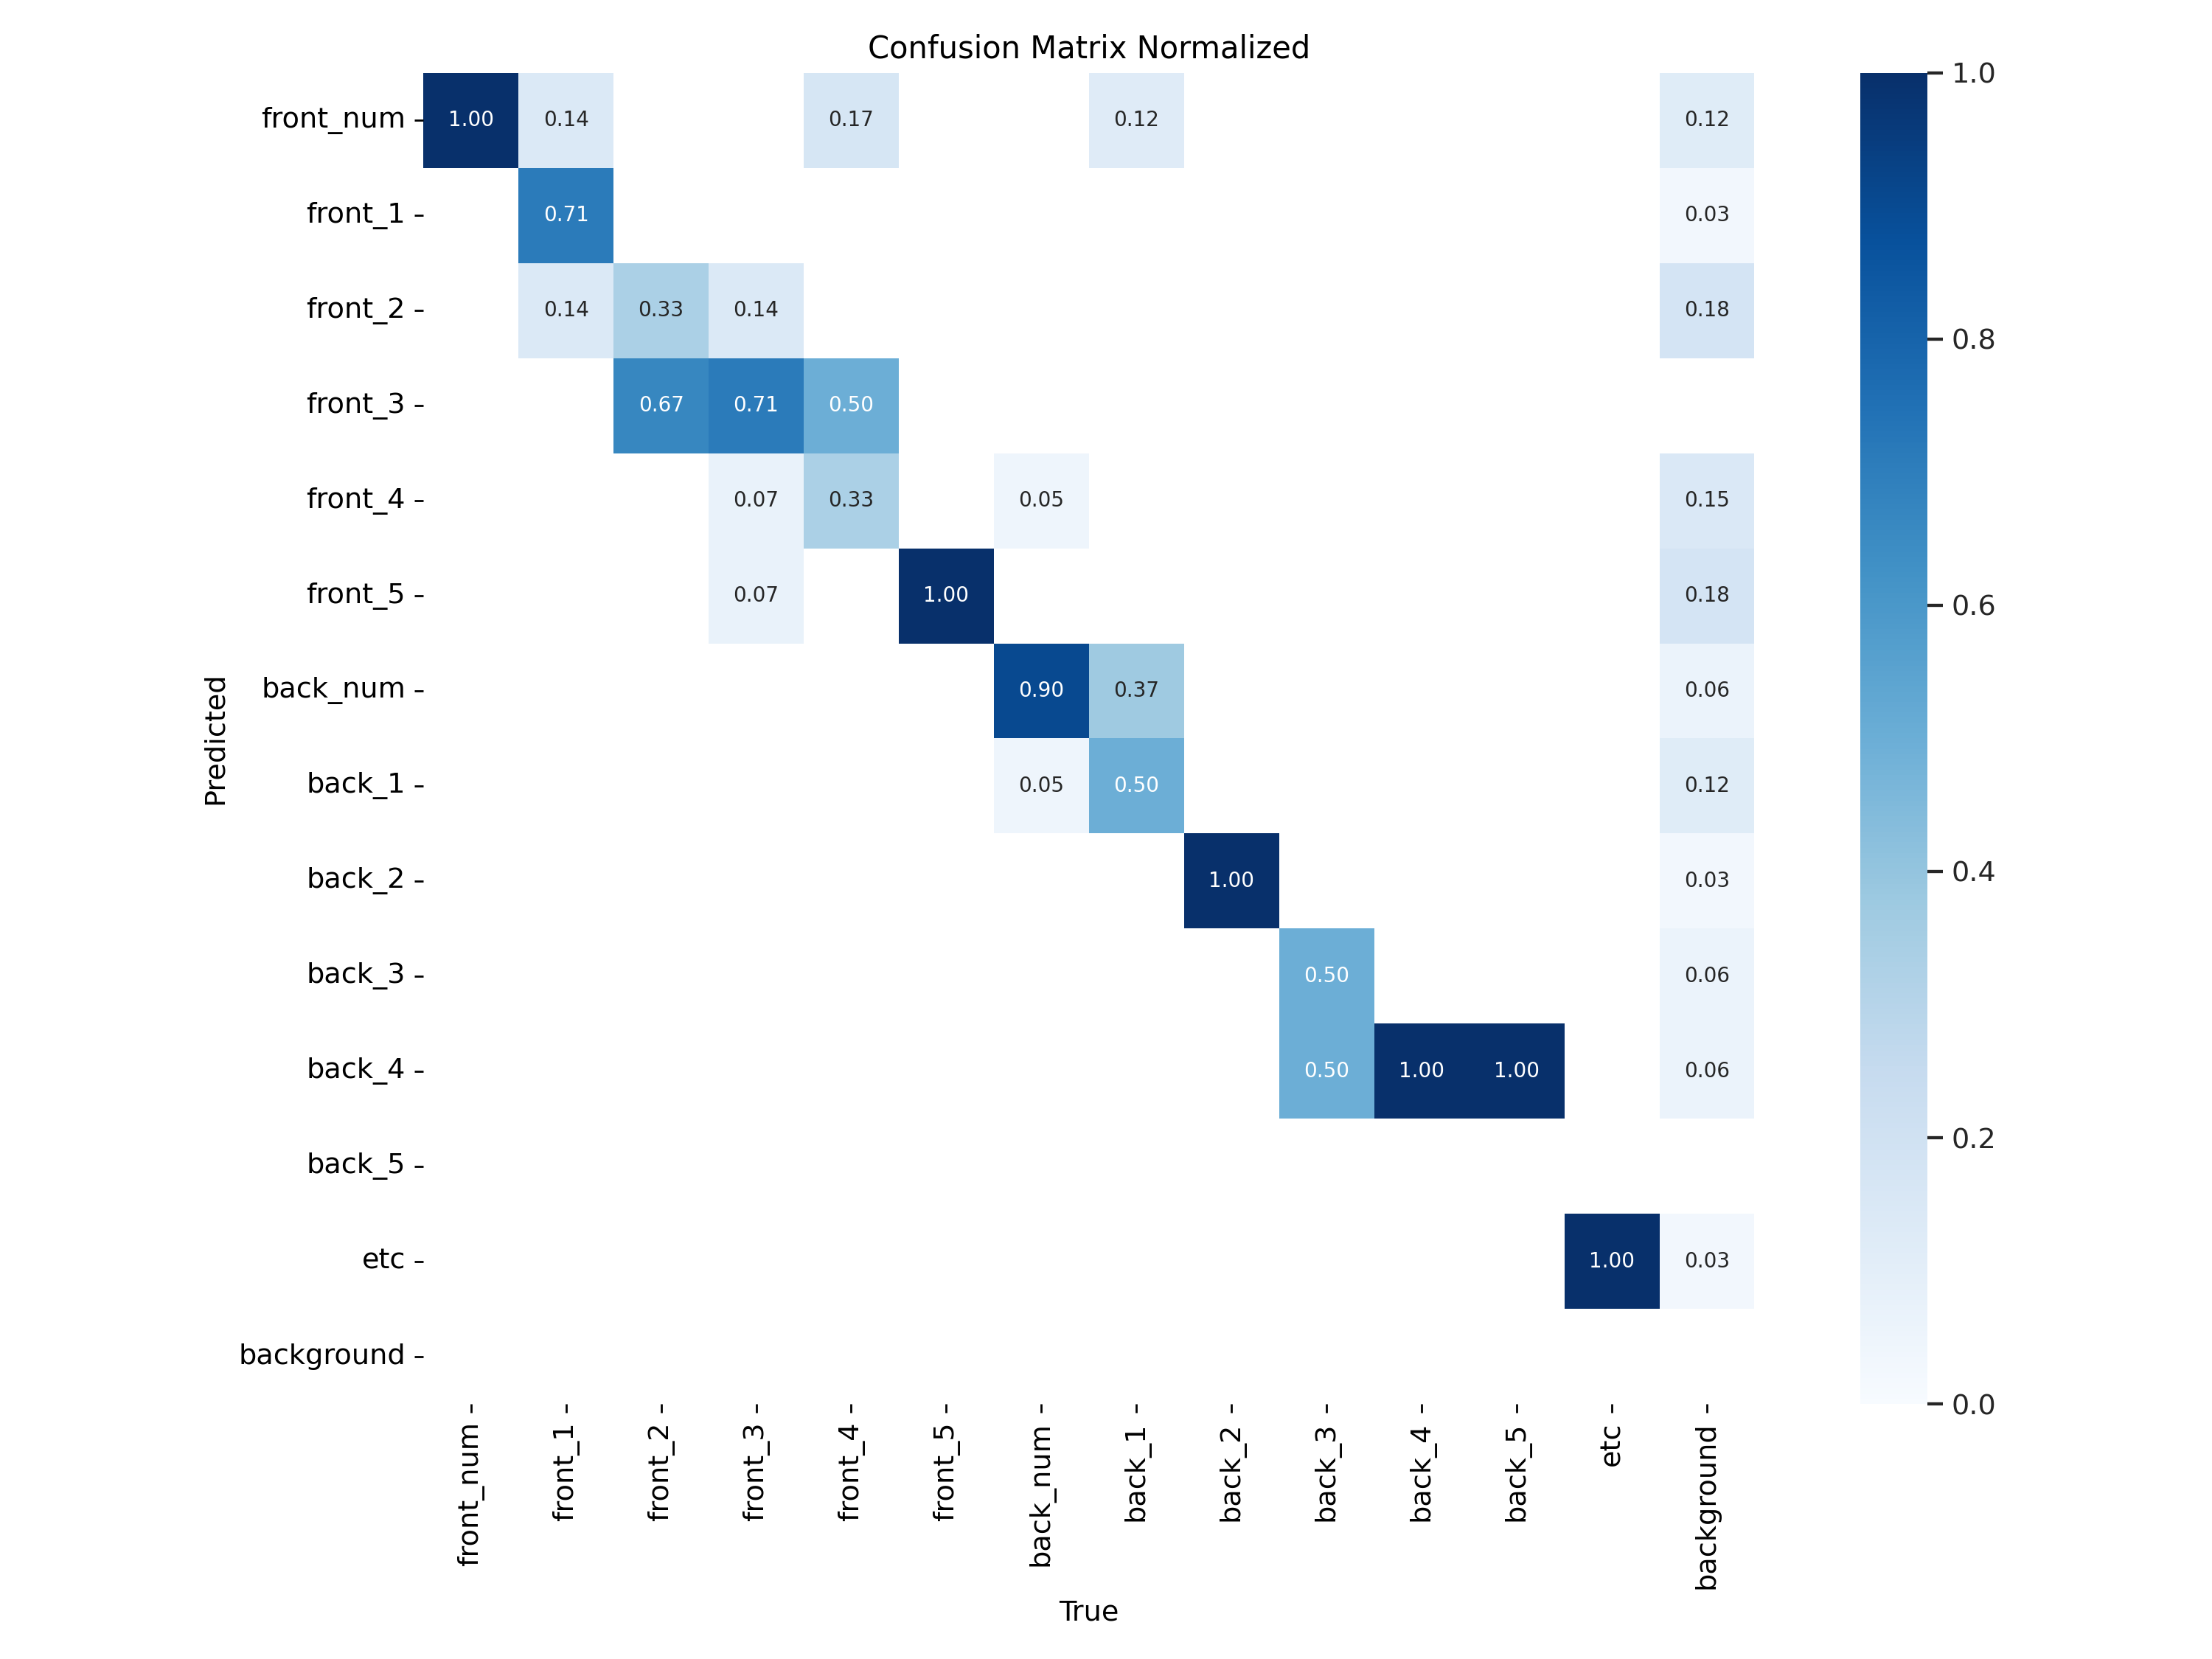 Confusion Matrix Normalized
front_num 1.00 0.14 0.17 0.12 0.12 1.0
front_1 0.71 0.03
front_2 0.14 0.33 0.14 0.18 0.8
front_3 0.67 0.71 0.50
front_4 0.07 0.33 0.05 0.15
front_5 0.07 1.00 0.18 0.6
Predicted
back_num 0.90 0.37 0.06
back_1 0.05 0.50 0.12
back_2 1.00 0.03 0.4
back_3 0.50 0.06
back_4 0.50 1.00 1.00 0.06
back_5 0.2
etc 1.00 0.03
background 0.0
front_num front_1 front_2 front_3 front_4 front_5 back_num back_1 back_2 back_3 back_4 back_5 etc background
True